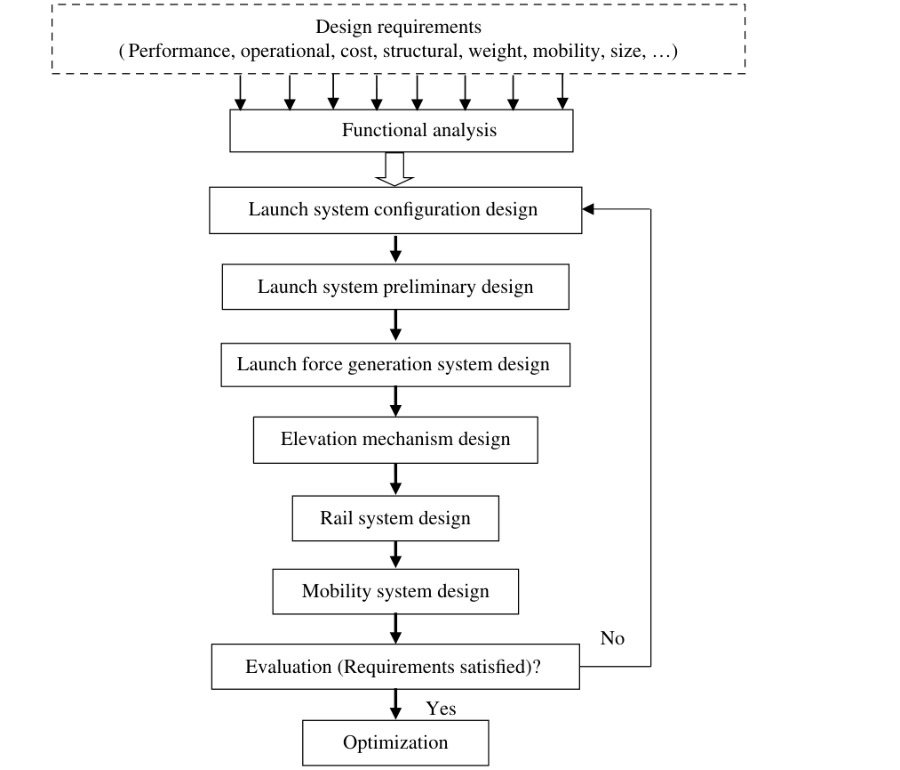 Design requirements
(Performance, operational, cost, structural, weight, mobility, size, …)
Functional analysis
Launch system configuration design
Launch system preliminary design
Launch force generation system design
Elevation mechanism design
Rail system design
Mobility system design
No
Evaluation (Requirements satisfied)?
Yes
Optimization